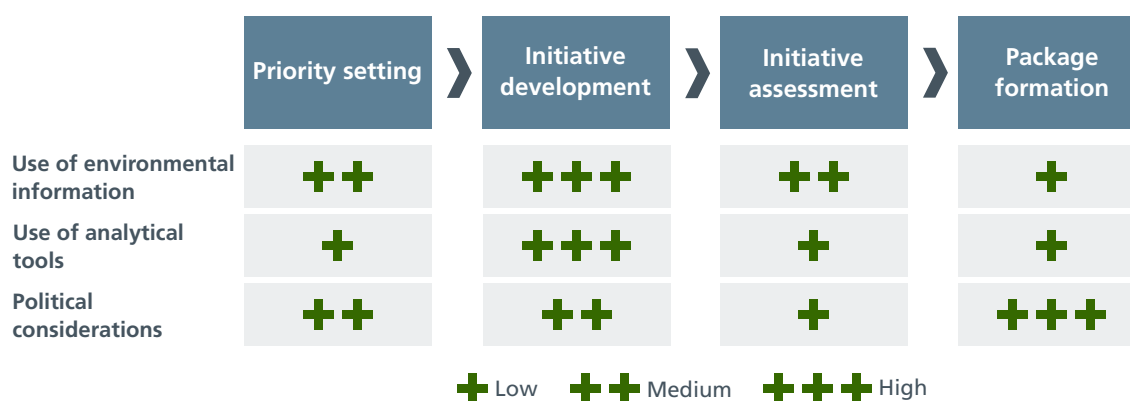 Priority setting
Initiative
development
Initiative
assessment
Package
formation
Use of environmental
information
Use of analytical
tools
Political
considerations
Low
Medium
High